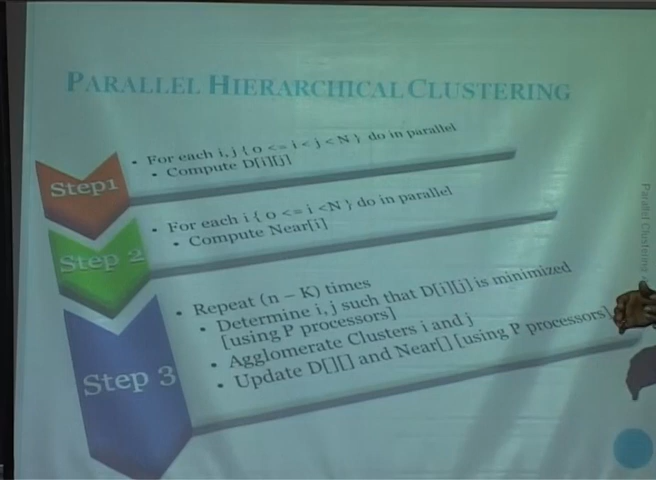 PARALLEL HIERARCHICAL CLUSTERING
Step1
• For each i, j { 0 <= i < j < N } do in parallel
• Compute D[i][j]
Step 2
• For each i { 0 <= i <N } do in parallel
• Compute Near[i]
Step 3
• Repeat (n – K) times
• Determine i, j such that D[i][j] is minimized
[using P processors]
• Agglomerate Clusters i and j
• Update D[][] and Near[] [using P processors]
Parallel Clustering